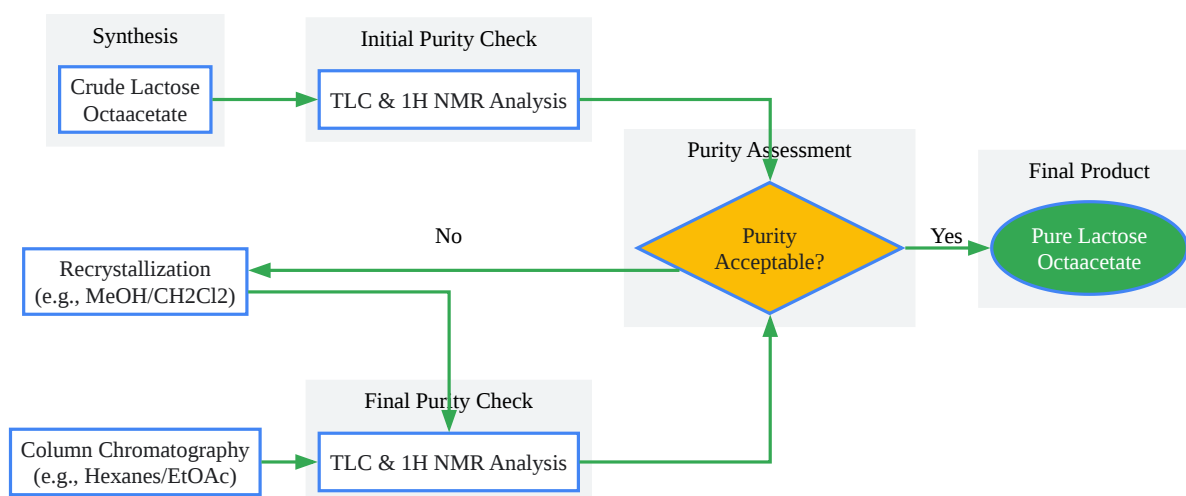 Synthesis
Crude Lactose
Octaacetate
Initial Purity Check
TLC & 1H NMR Analysis
Purity Assessment
Purity
Acceptable?
Yes
No
Final Product
Pure Lactose
Octaacetate
Recrystallization
(e.g., MeOH/CH2Cl2)
Final Purity Check
TLC & 1H NMR Analysis
Column Chromatography
(e.g., Hexanes/EtOAc)